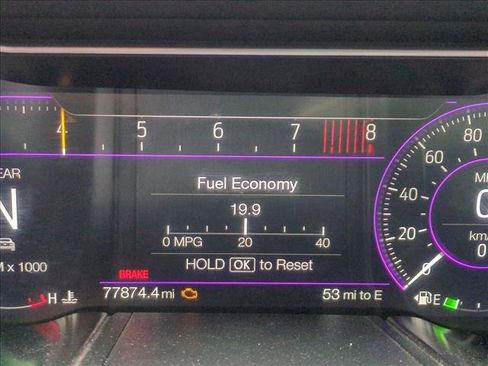 4 5 6 7 8
80
60
40
20
0
EAR
N
M x 1000
Fuel Economy
19.9
0 MPG 20 40
HOLD OK to Reset
BRAKE
77874.4 mi
53 mi to E
H
E
km/
0